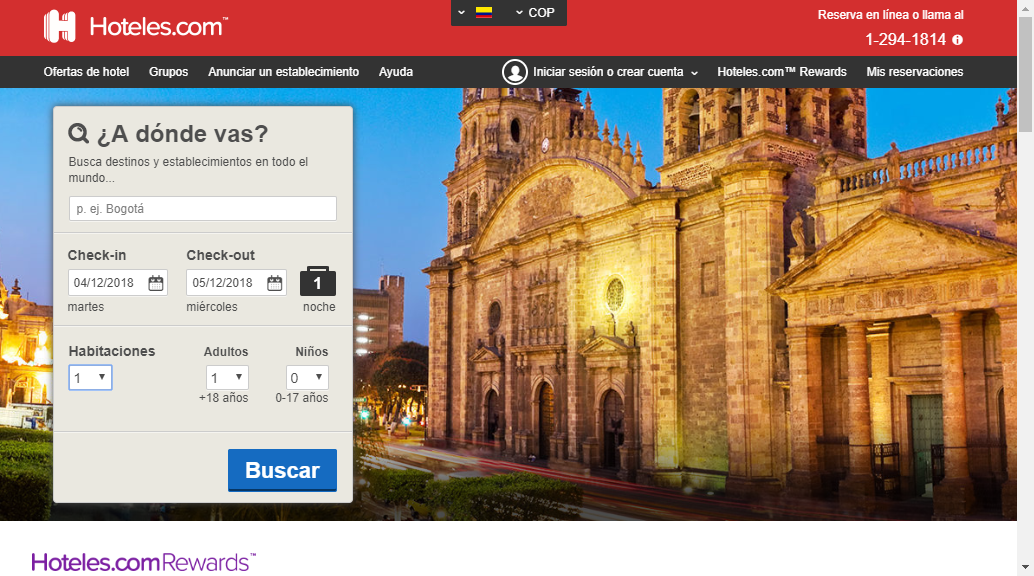 Hoteles.com™
COP
Reserva en línea o llama al
1-294-1814
Ofertas de hotel Grupos Anunciar un establecimiento Ayuda Iniciar sesión o crear cuenta Hoteles.com™ Rewards Mis reservaciones
¿A dónde vas?
Busca destinos y establecimientos en todo el
mundo...
p. ej. Bogotá
Check-in Check-out
04/12/2018 05/12/2018 1
martes miércoles noche
Habitaciones Adultos Niños
1 1 0
+18 años 0-17 años
Buscar
Hoteles.comRewards™